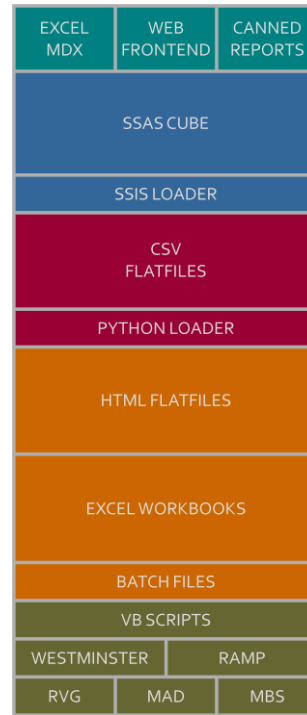 EXCEL MDX
WEB FRONTEND
CANNED REPORTS
SSAS CUBE
SSIS LOADER
CSV
FLATFILES
PYTHON LOADER
HTML FLATFILES
EXCEL WORKBOOKS
BATCH FILES
VB SCRIPTS
WESTMINSTER
RAMP
RVG
MAD
MBS